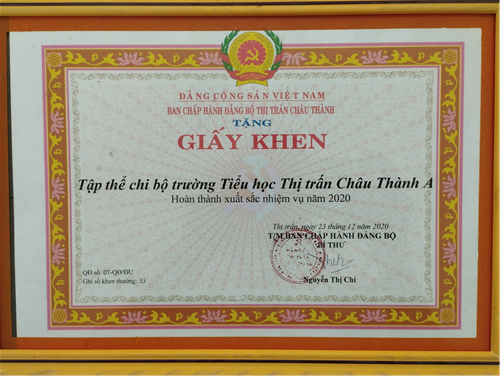 ĐẢNG CỘNG SẢN VIỆT NAM
BAN CHẤP HÀNH ĐẢNG BỘ THỊ TRẤN CHÂU THÀNH
TẶNG
GIẤY KHEN
Tập thể chi bộ trường Tiểu học Thị trấn Châu Thành A
Hoàn thành xuất sắc nhiệm vụ năm 2020
Thị trấn, ngày 23 tháng 12 năm 2020
T/M BAN CHẤP HÀNH ĐẢNG BỘ
BÍ THƯ
QĐ số: 07-QĐ/ĐU
Ghi sổ khen thưởng: 33
Nguyễn Thị Chi